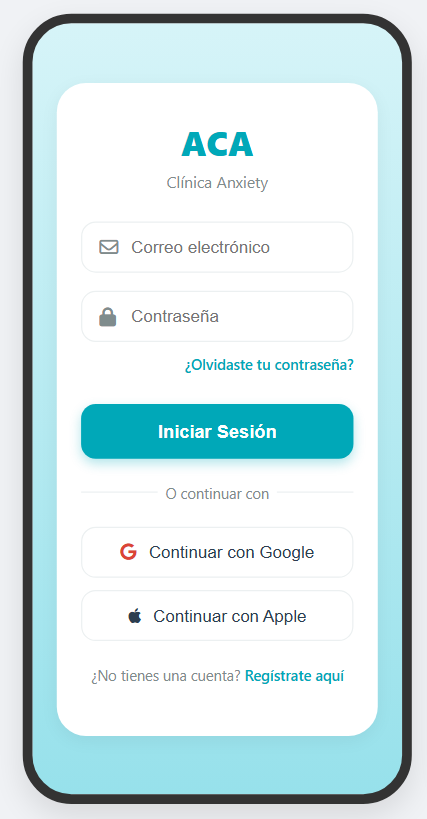 ACA
Clínica Anxiety
Correo electrónico
Contraseña
¿Olvidaste tu contraseña?
Iniciar Sesión
O continuar con
Continuar con Google
Continuar con Apple
¿No tienes una cuenta? Regístrate aquí